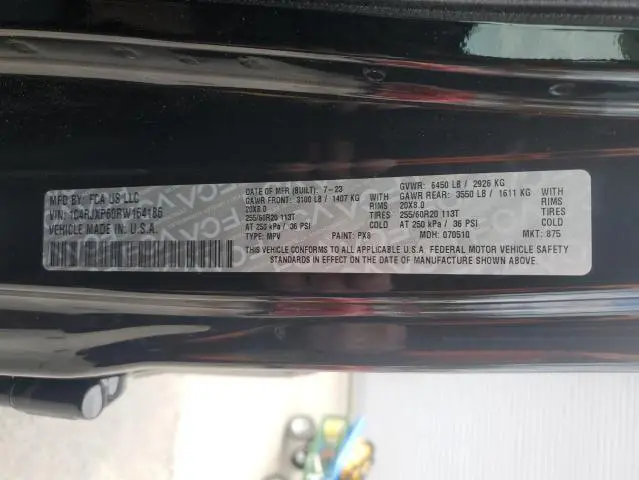 MFD BY: FCA US LLC
VIN: 1C4RJXP60RW164186
VEHICLE MADE IN: U.S.A.
DATE OF MFR (BUILT): 7-23
GAWR FRONT: 3100 LB / 1407 KG
20X8.0 RIMS
255/60R20 113T TIRES
AT 250 kPa / 36 PSI COLD
TYPE: MPV PAINT: PX8
GVWR: 6450 LB / 2926 KG
GAWR REAR: 3550 LB / 1611 KG
20X8.0 RIMS
255/60R20 113T TIRES
AT 250 kPa / 36 PSI COLD
MDH: 070510 MKT: 875
THIS VEHICLE CONFORMS TO ALL APPLICABLE U.S.A. FEDERAL MOTOR VEHICLE SAFETY
STANDARDS IN EFFECT ON THE DATE OF MANUFACTURE SHOWN ABOVE.